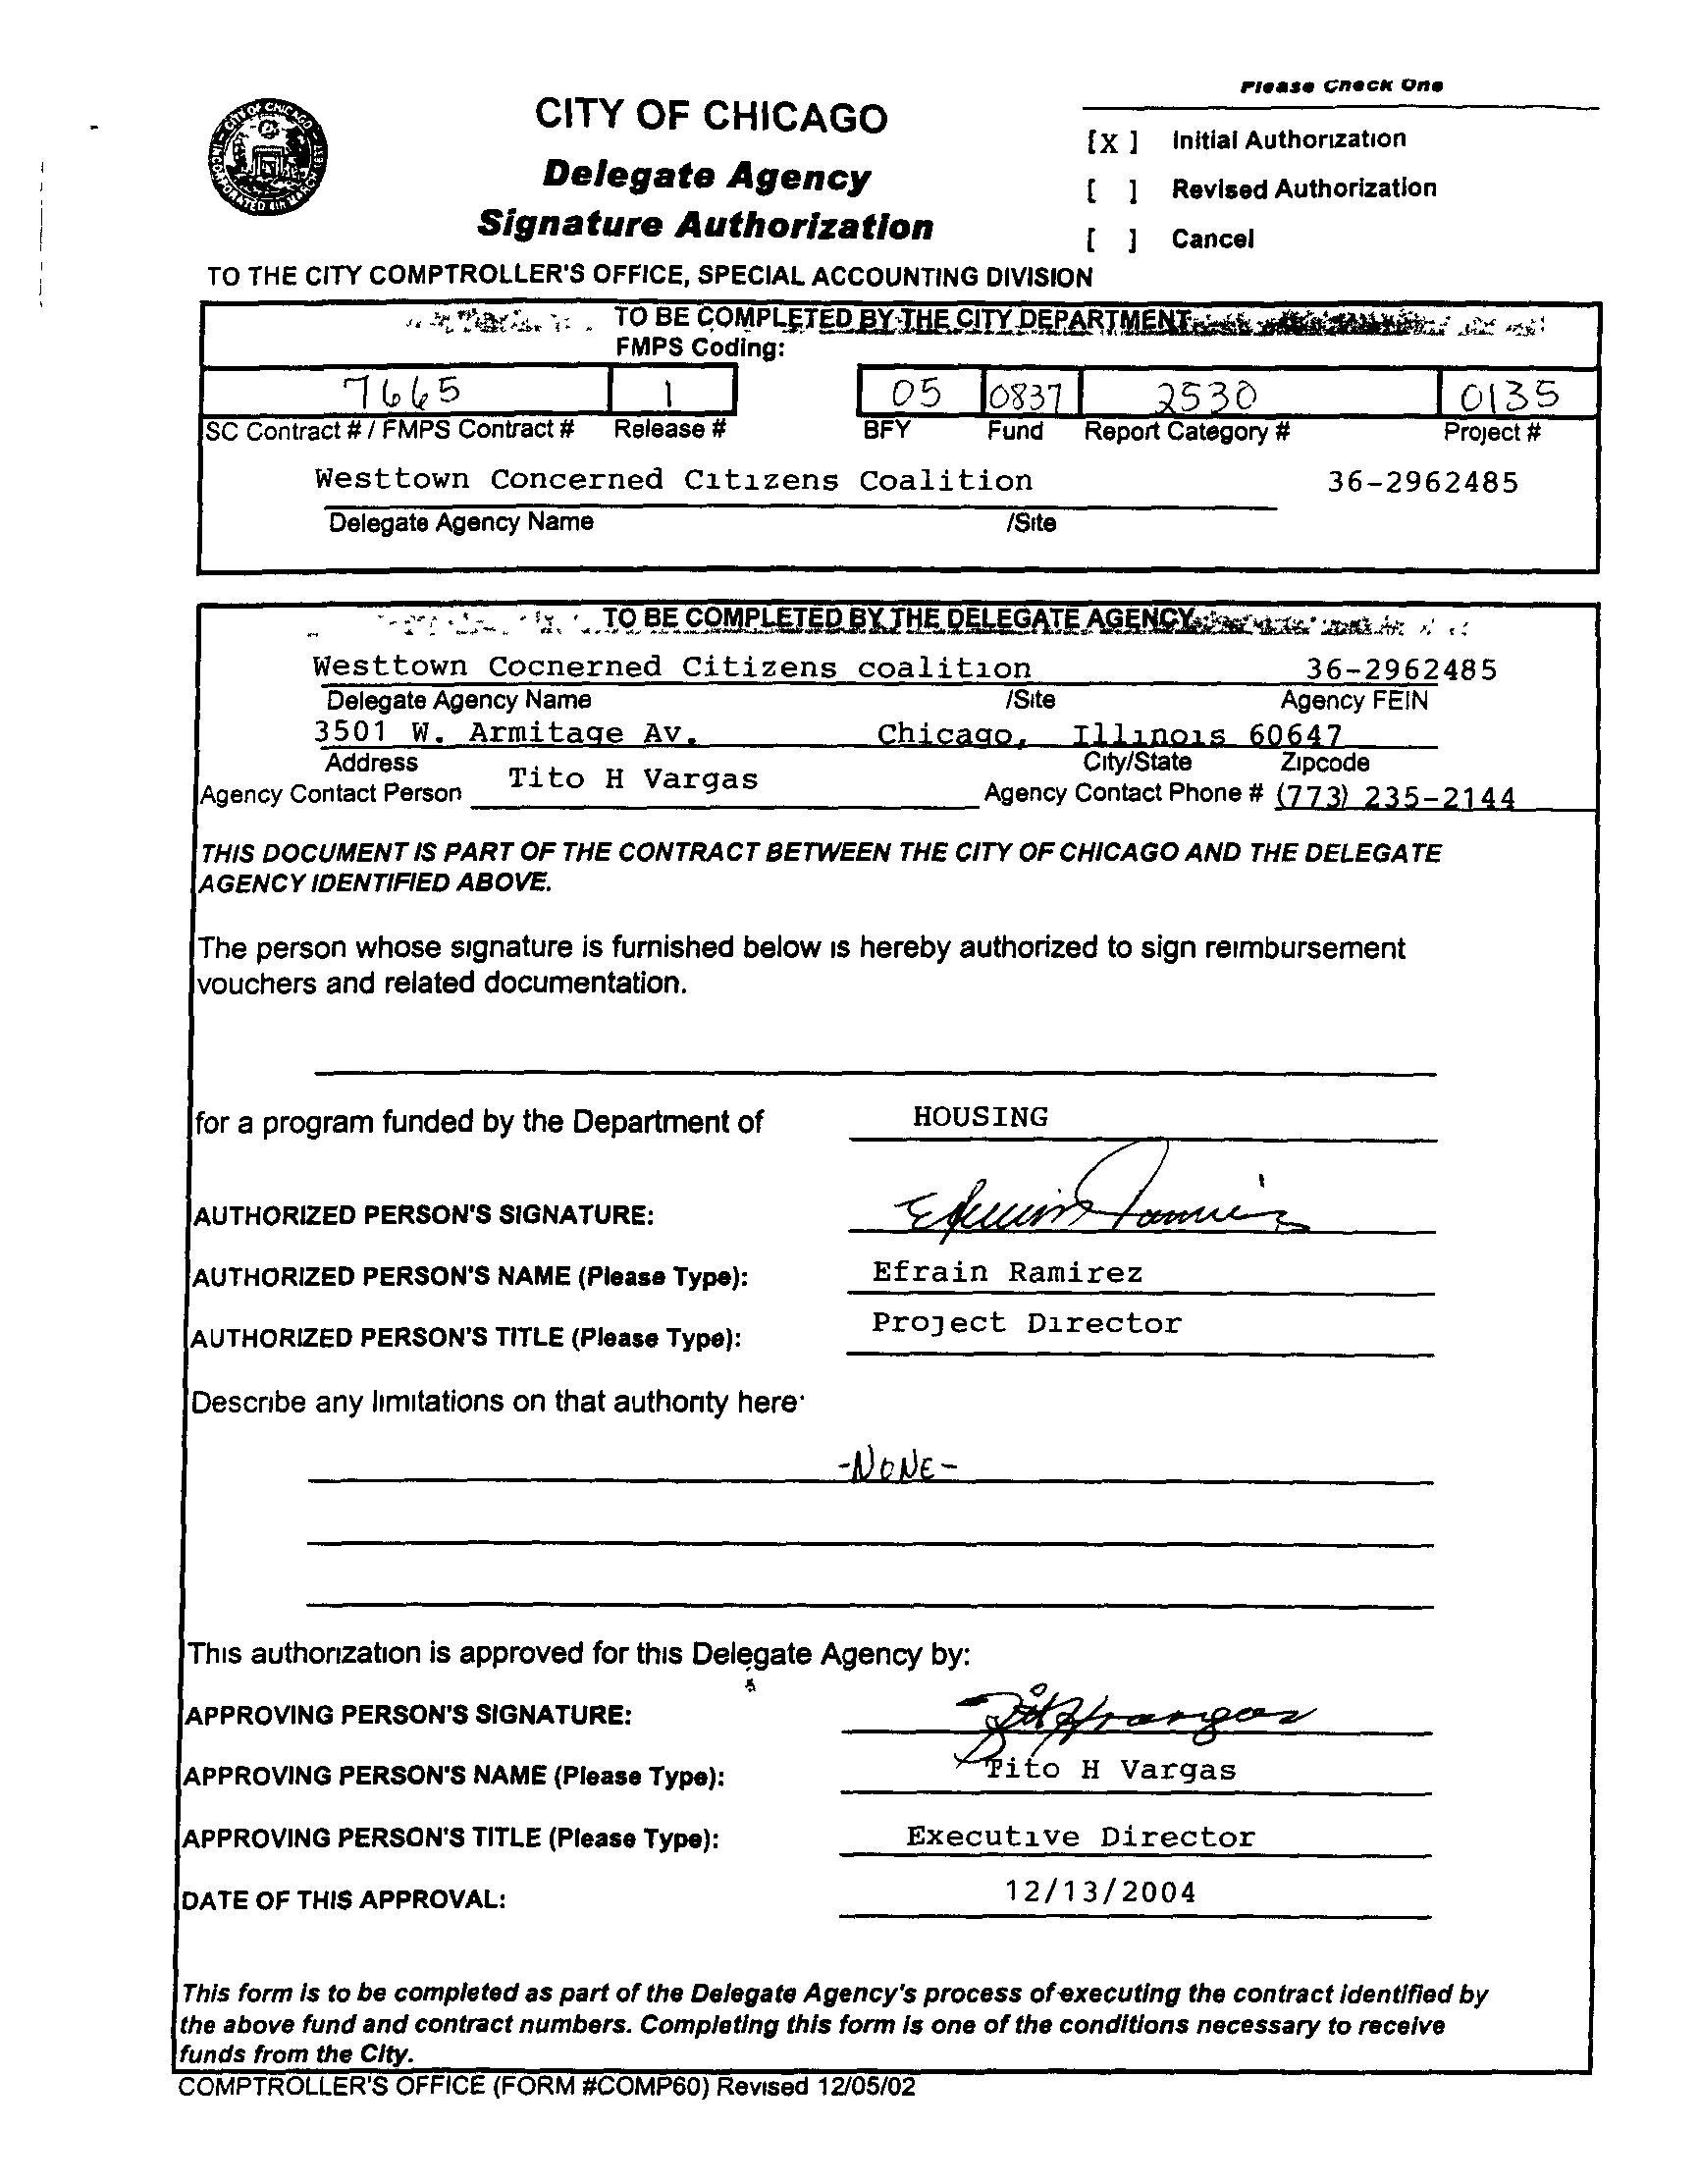 Please Check One
CITY OF CHICAGO
Delegate Agency
Signature Authorization
[X] Initial Authorization
[ ] Revised Authorization
[ ] Cancel
TO THE CITY COMPTROLLER'S OFFICE, SPECIAL ACCOUNTING DIVISION
TO BE COMPLETED BY THE CITY DEPARTMENT
FMPS Coding:
7665 1 05 0837 2530 0135
SC Contract # / FMPS Contract # Release # BFY Fund Report Category # Project #
Westtown Concerned Citizens Coalition 36-2962485
Delegate Agency Name /Site
TO BE COMPLETED BY THE DELEGATE AGENCY
Westtown Cocnerned Citizens coalition 36-2962485
Delegate Agency Name /Site Agency FEIN
3501 W. Armitage Av. Chicago, Illinois 60647
Address City/State Zipcode
Agency Contact Person Tito H Vargas Agency Contact Phone # (773) 235-2144
THIS DOCUMENT IS PART OF THE CONTRACT BETWEEN THE CITY OF CHICAGO AND THE DELEGATE
AGENCY IDENTIFIED ABOVE.
The person whose signature is furnished below is hereby authorized to sign reimbursement
vouchers and related documentation.
for a program funded by the Department of HOUSING
AUTHORIZED PERSON'S SIGNATURE: Efrain Ramirez
AUTHORIZED PERSON'S NAME (Please Type): Efrain Ramirez
AUTHORIZED PERSON'S TITLE (Please Type): Project Director
Describe any limitations on that authority here:
-NONE-
This authorization is approved for this Delegate Agency by:
APPROVING PERSON'S SIGNATURE: Tito H Vargas
APPROVING PERSON'S NAME (Please Type): Tito H Vargas
APPROVING PERSON'S TITLE (Please Type): Executive Director
DATE OF THIS APPROVAL: 12/13/2004
This form is to be completed as part of the Delegate Agency's process of executing the contract identified by
the above fund and contract numbers. Completing this form is one of the conditions necessary to receive
funds from the City.
COMPTROLLER'S OFFICE (FORM #COMP60) Revised 12/05/02